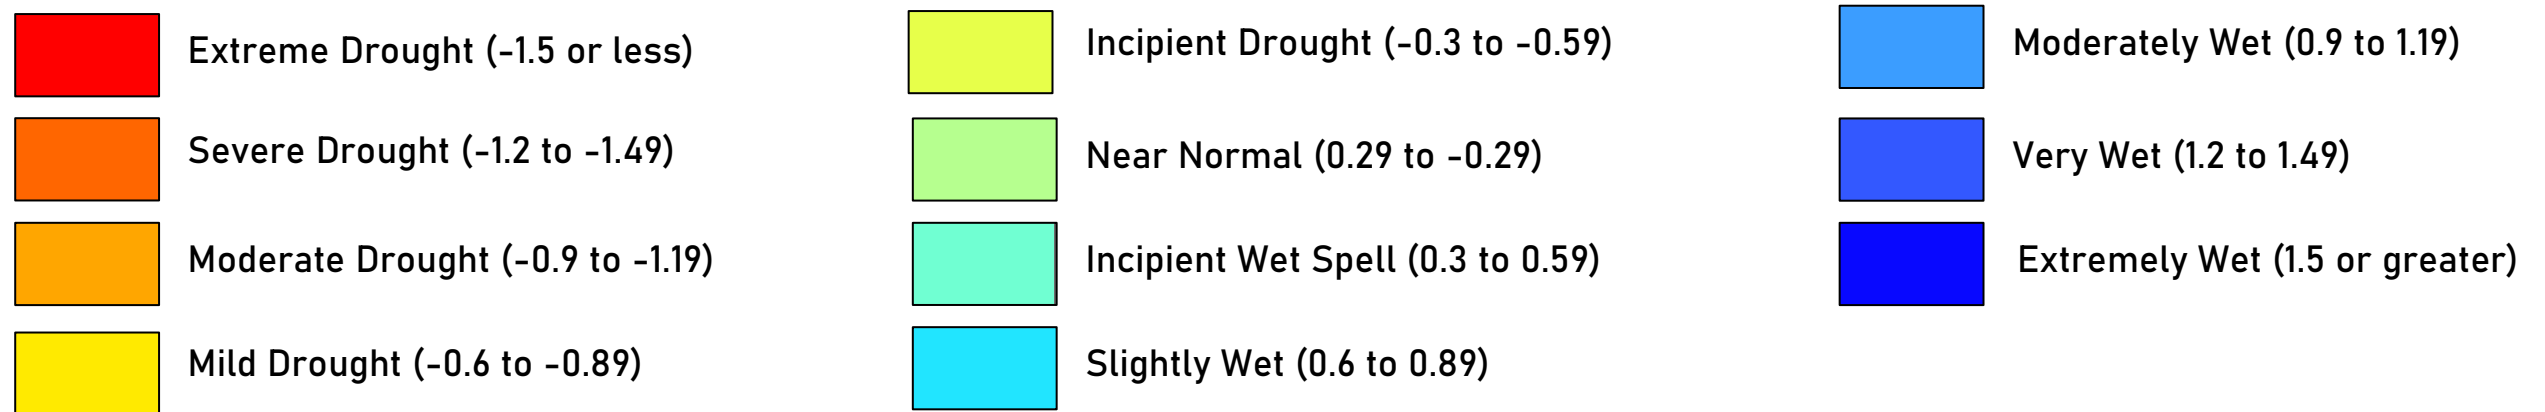 Extreme Drought (-1.5 or less)
Severe Drought (-1.2 to -1.49)
Moderate Drought (-0.9 to -1.19)
Mild Drought (-0.6 to -0.89)
Incipient Drought (-0.3 to -0.59)
Near Normal (0.29 to -0.29)
Incipient Wet Spell (0.3 to 0.59)
Slightly Wet (0.6 to 0.89)
Moderately Wet (0.9 to 1.19)
Very Wet (1.2 to 1.49)
Extremely Wet (1.5 or greater)